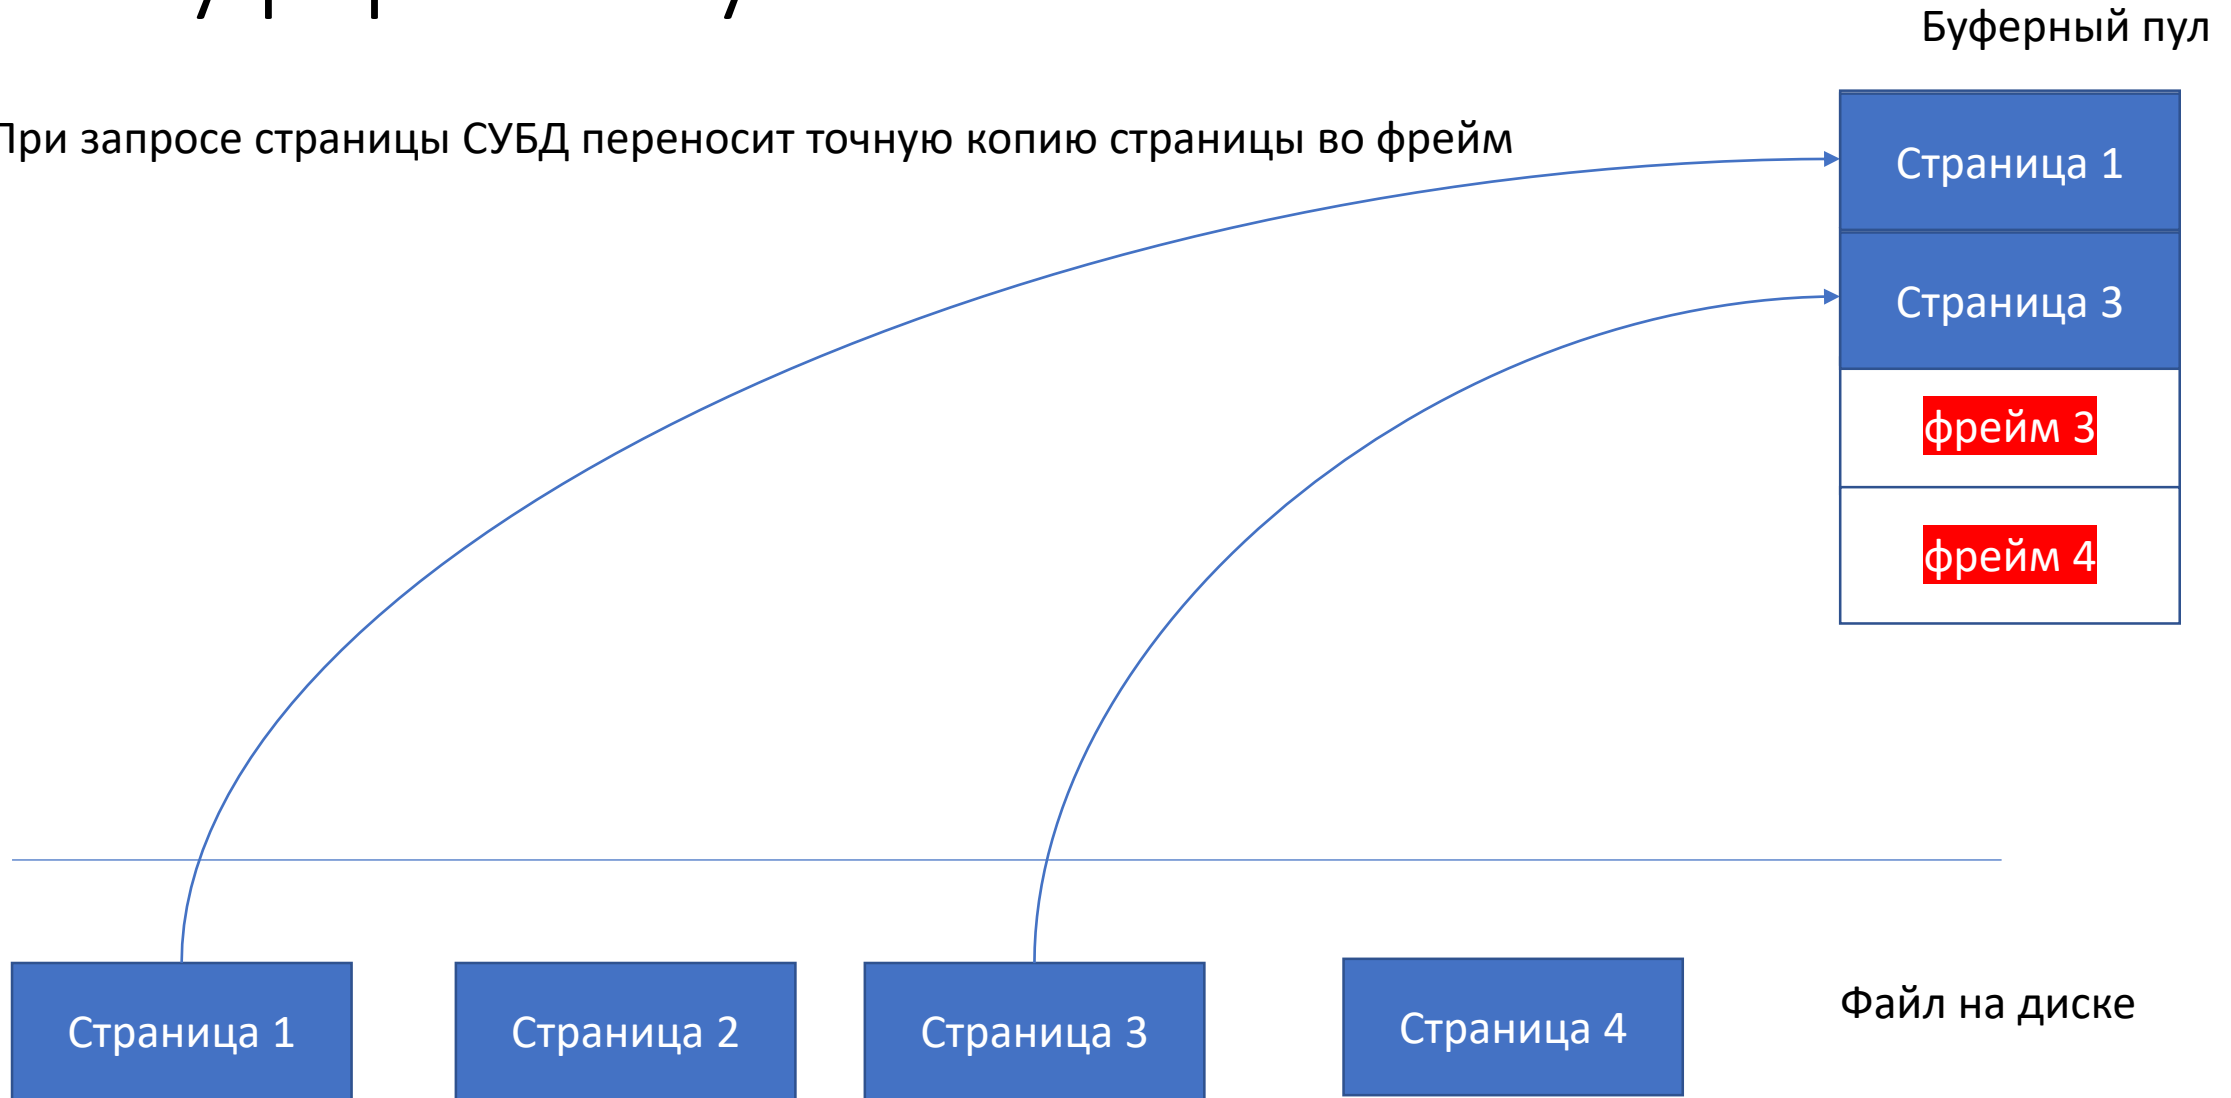 Буферный пул
При запросе страницы СУБД переносит точную копию страницы во фрейм
Страница 1
Страница 3
фрейм 3
фрейм 4
Страница 1
Страница 2
Страница 3
Страница 4
Файл на диске